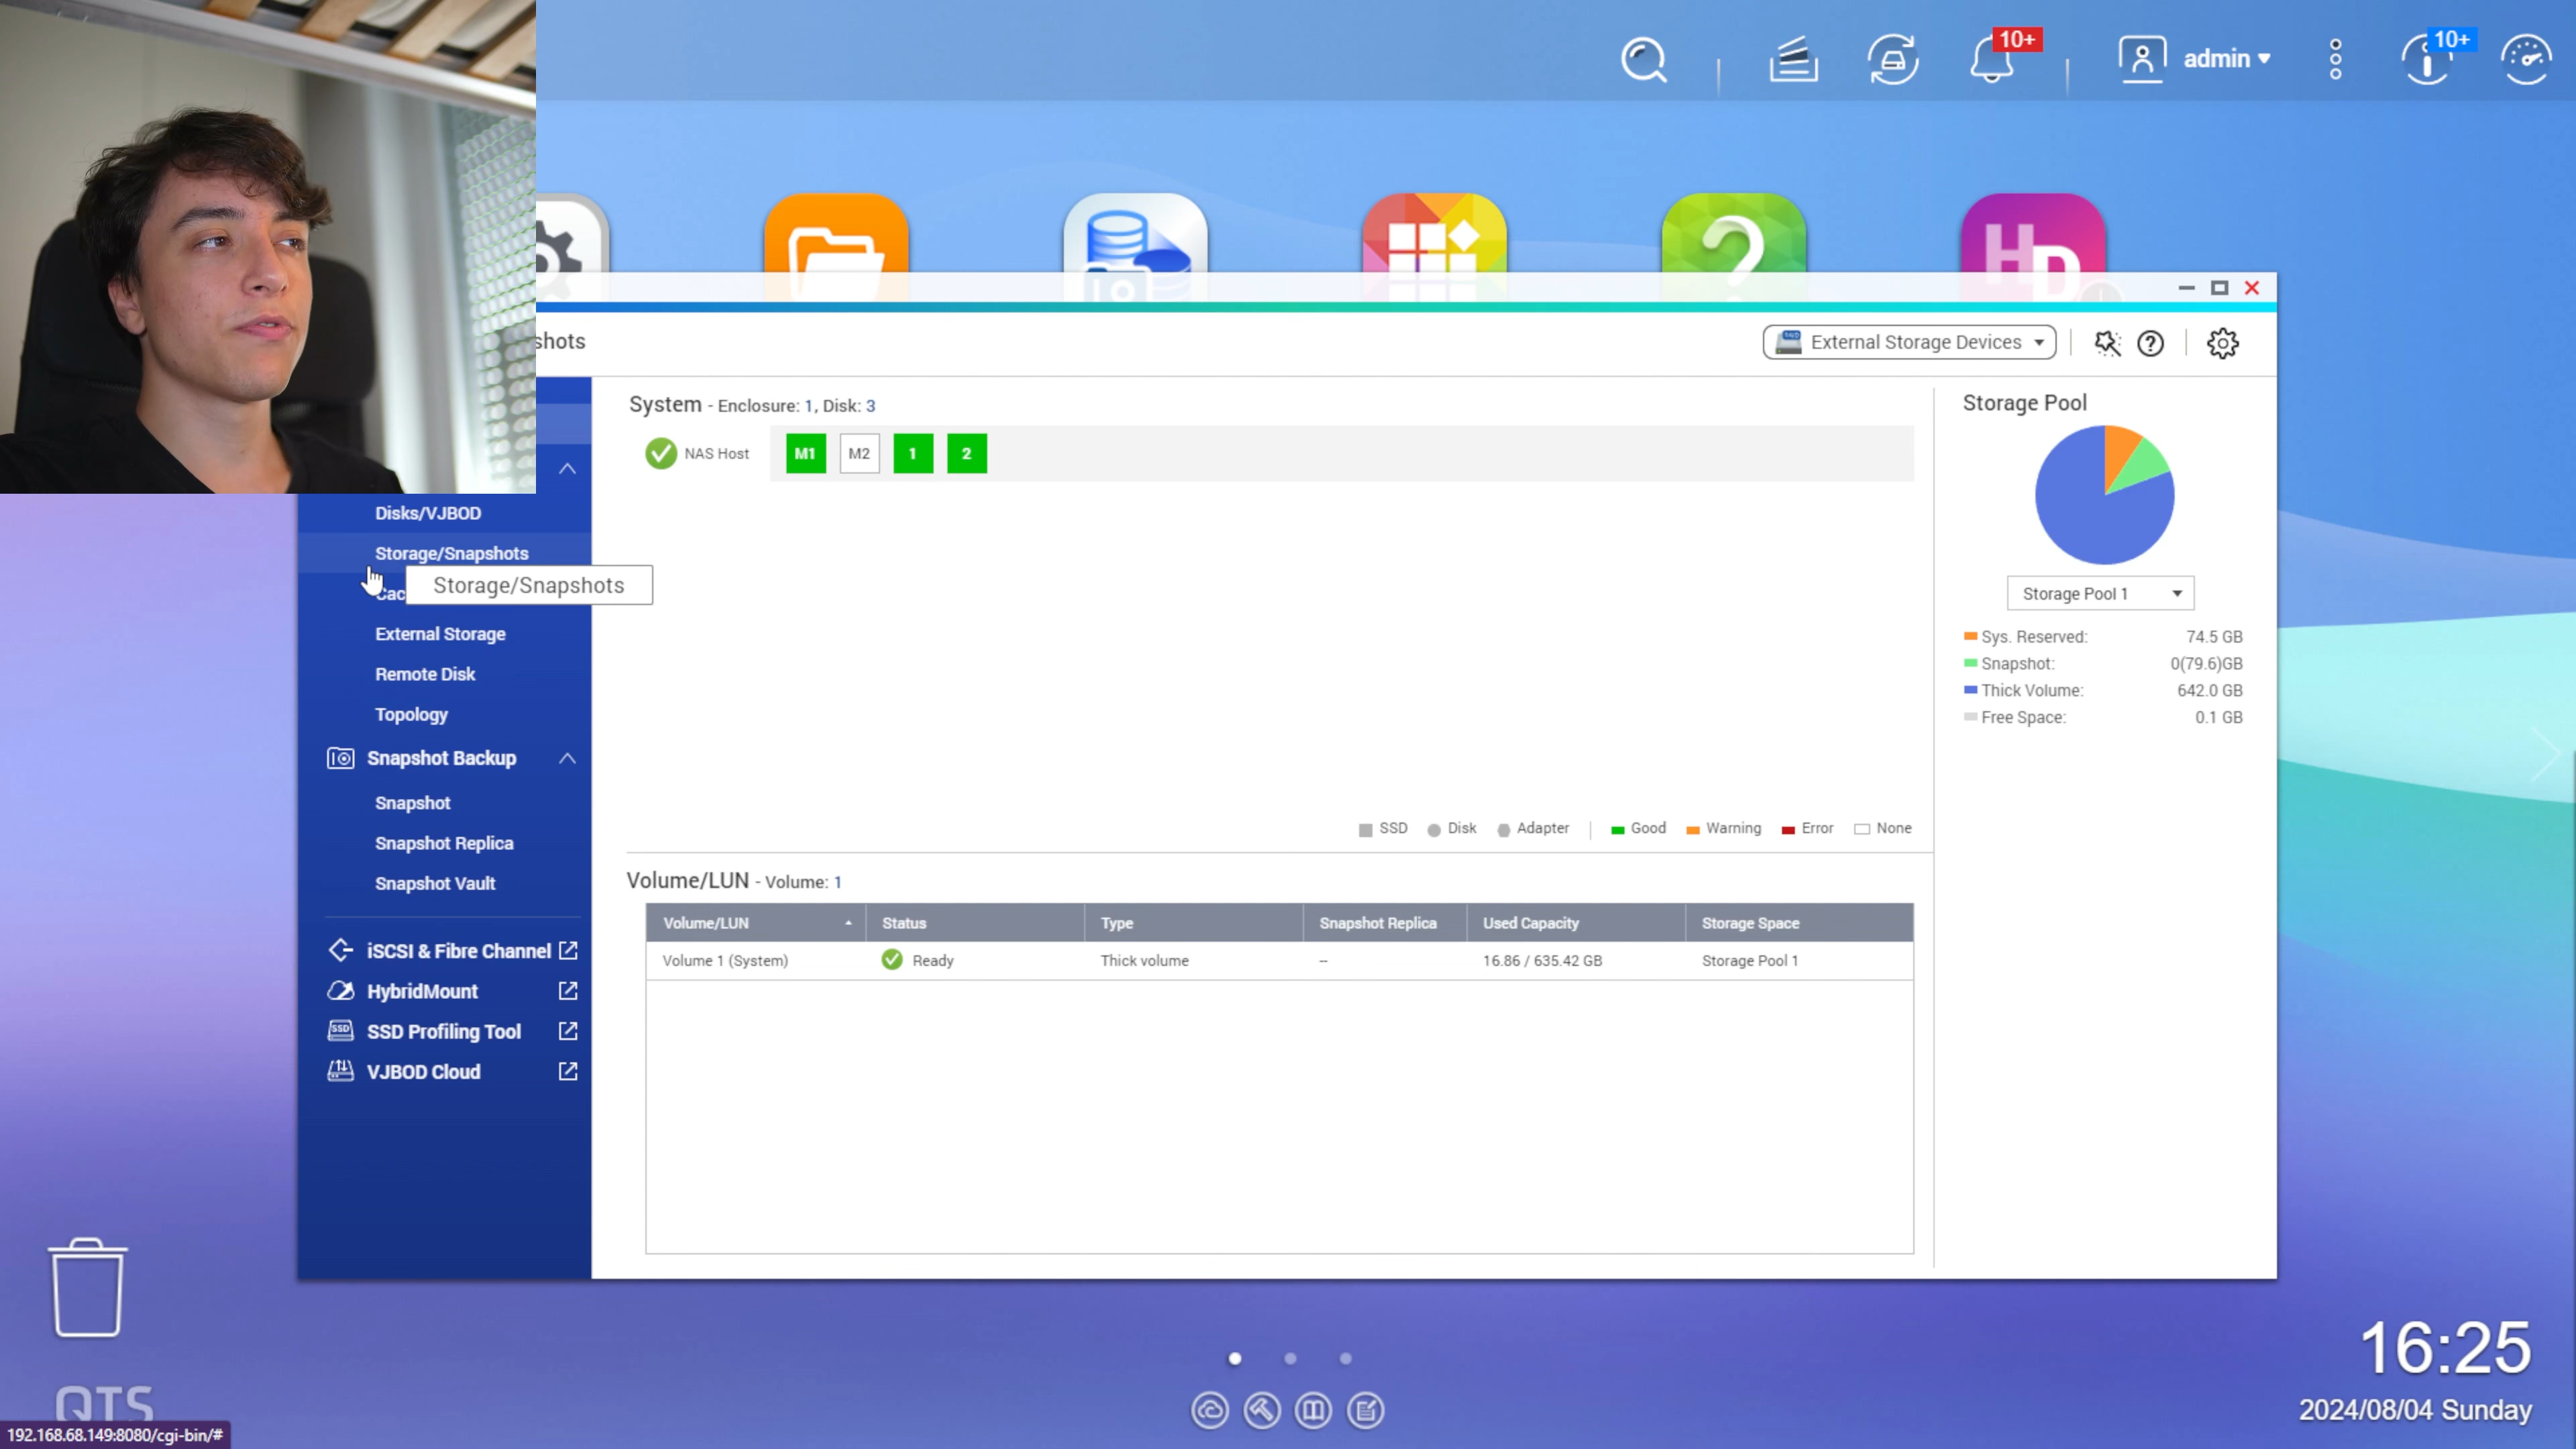 10+
admin
10+
HD
shots
External Storage Devices
System - Enclosure: 1, Disk: 3
NAS Host
M1
M2
1
2
Storage Pool
Storage Pool 1
Sys. Reserved: 74.5 GB
Snapshot: 0(79.6)GB
Thick Volume: 642.0 GB
Free Space: 0.1 GB
Disks/VJBOD
Storage/Snapshots
Storage/Snapshots
External Storage
Remote Disk
Topology
Snapshot Backup
Snapshot
Snapshot Replica
Snapshot Vault
iSCSI & Fibre Channel
HybridMount
SSD
SSD Profiling Tool
VJBOD Cloud
SSD Disk Adapter Good Warning Error None
Volume/LUN - Volume: 1
Volume/LUN Status Type Snapshot Replica Used Capacity Storage Space
Volume 1 (System) Ready Thick volume -- 16.86 / 635.42 GB Storage Pool 1
16:25
2024/08/04 Sunday
QTS
192.168.68.149:8080/cgi-bin/#